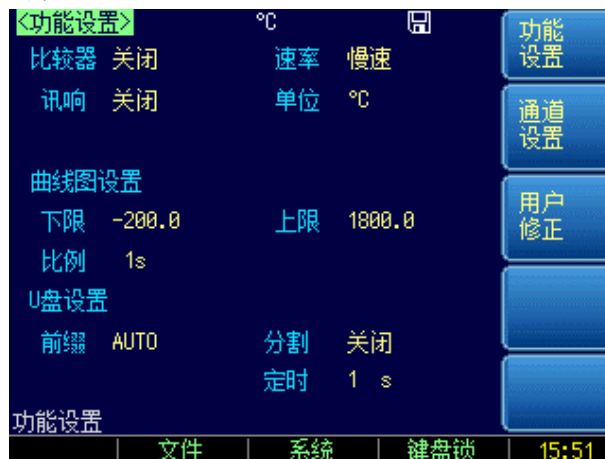 <功能设置> °C
比较器 关闭 速率 慢速
讯响 关闭 单位 °C
曲线图设置
下限 -200.0 上限 1800.0
比例 1s
U盘设置
前缀 AUTO 分割 关闭
定时 1 s
功能设置
功能
设置
通道
设置
用户
修正
文件 系统 键盘锁 15:51